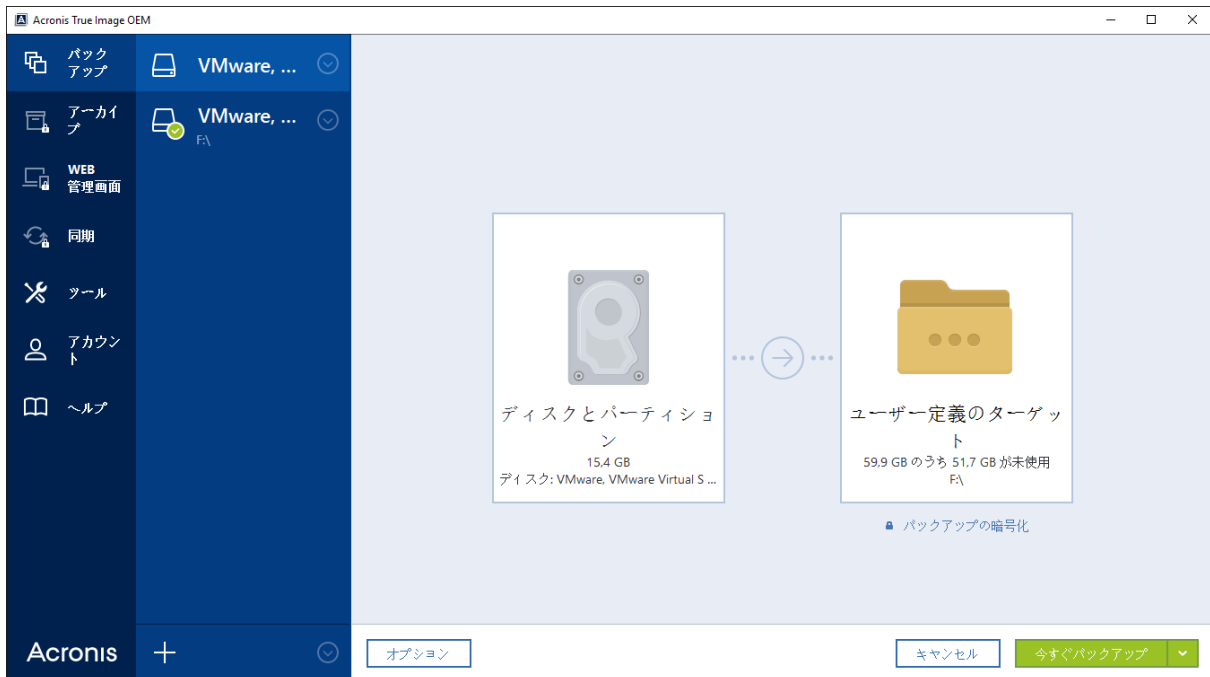 Acronis True Image OEM
バック
アップ
アーカイ
ブ
WEB
管理画面
同期
ツール
アカウン
ト
ヘルプ
Acronis
VMware, ...
VMware, ...
F:\
ディスクとパーティショ
ン
15,4 GB
ディスク: VMware, VMware Virtual S ...
ユーザー定義のターゲッ
ト
59,9 GB のうち 51,7 GB が未使用
F:\
バックアップの暗号化
オプション
キャンセル
今すぐバックアップ